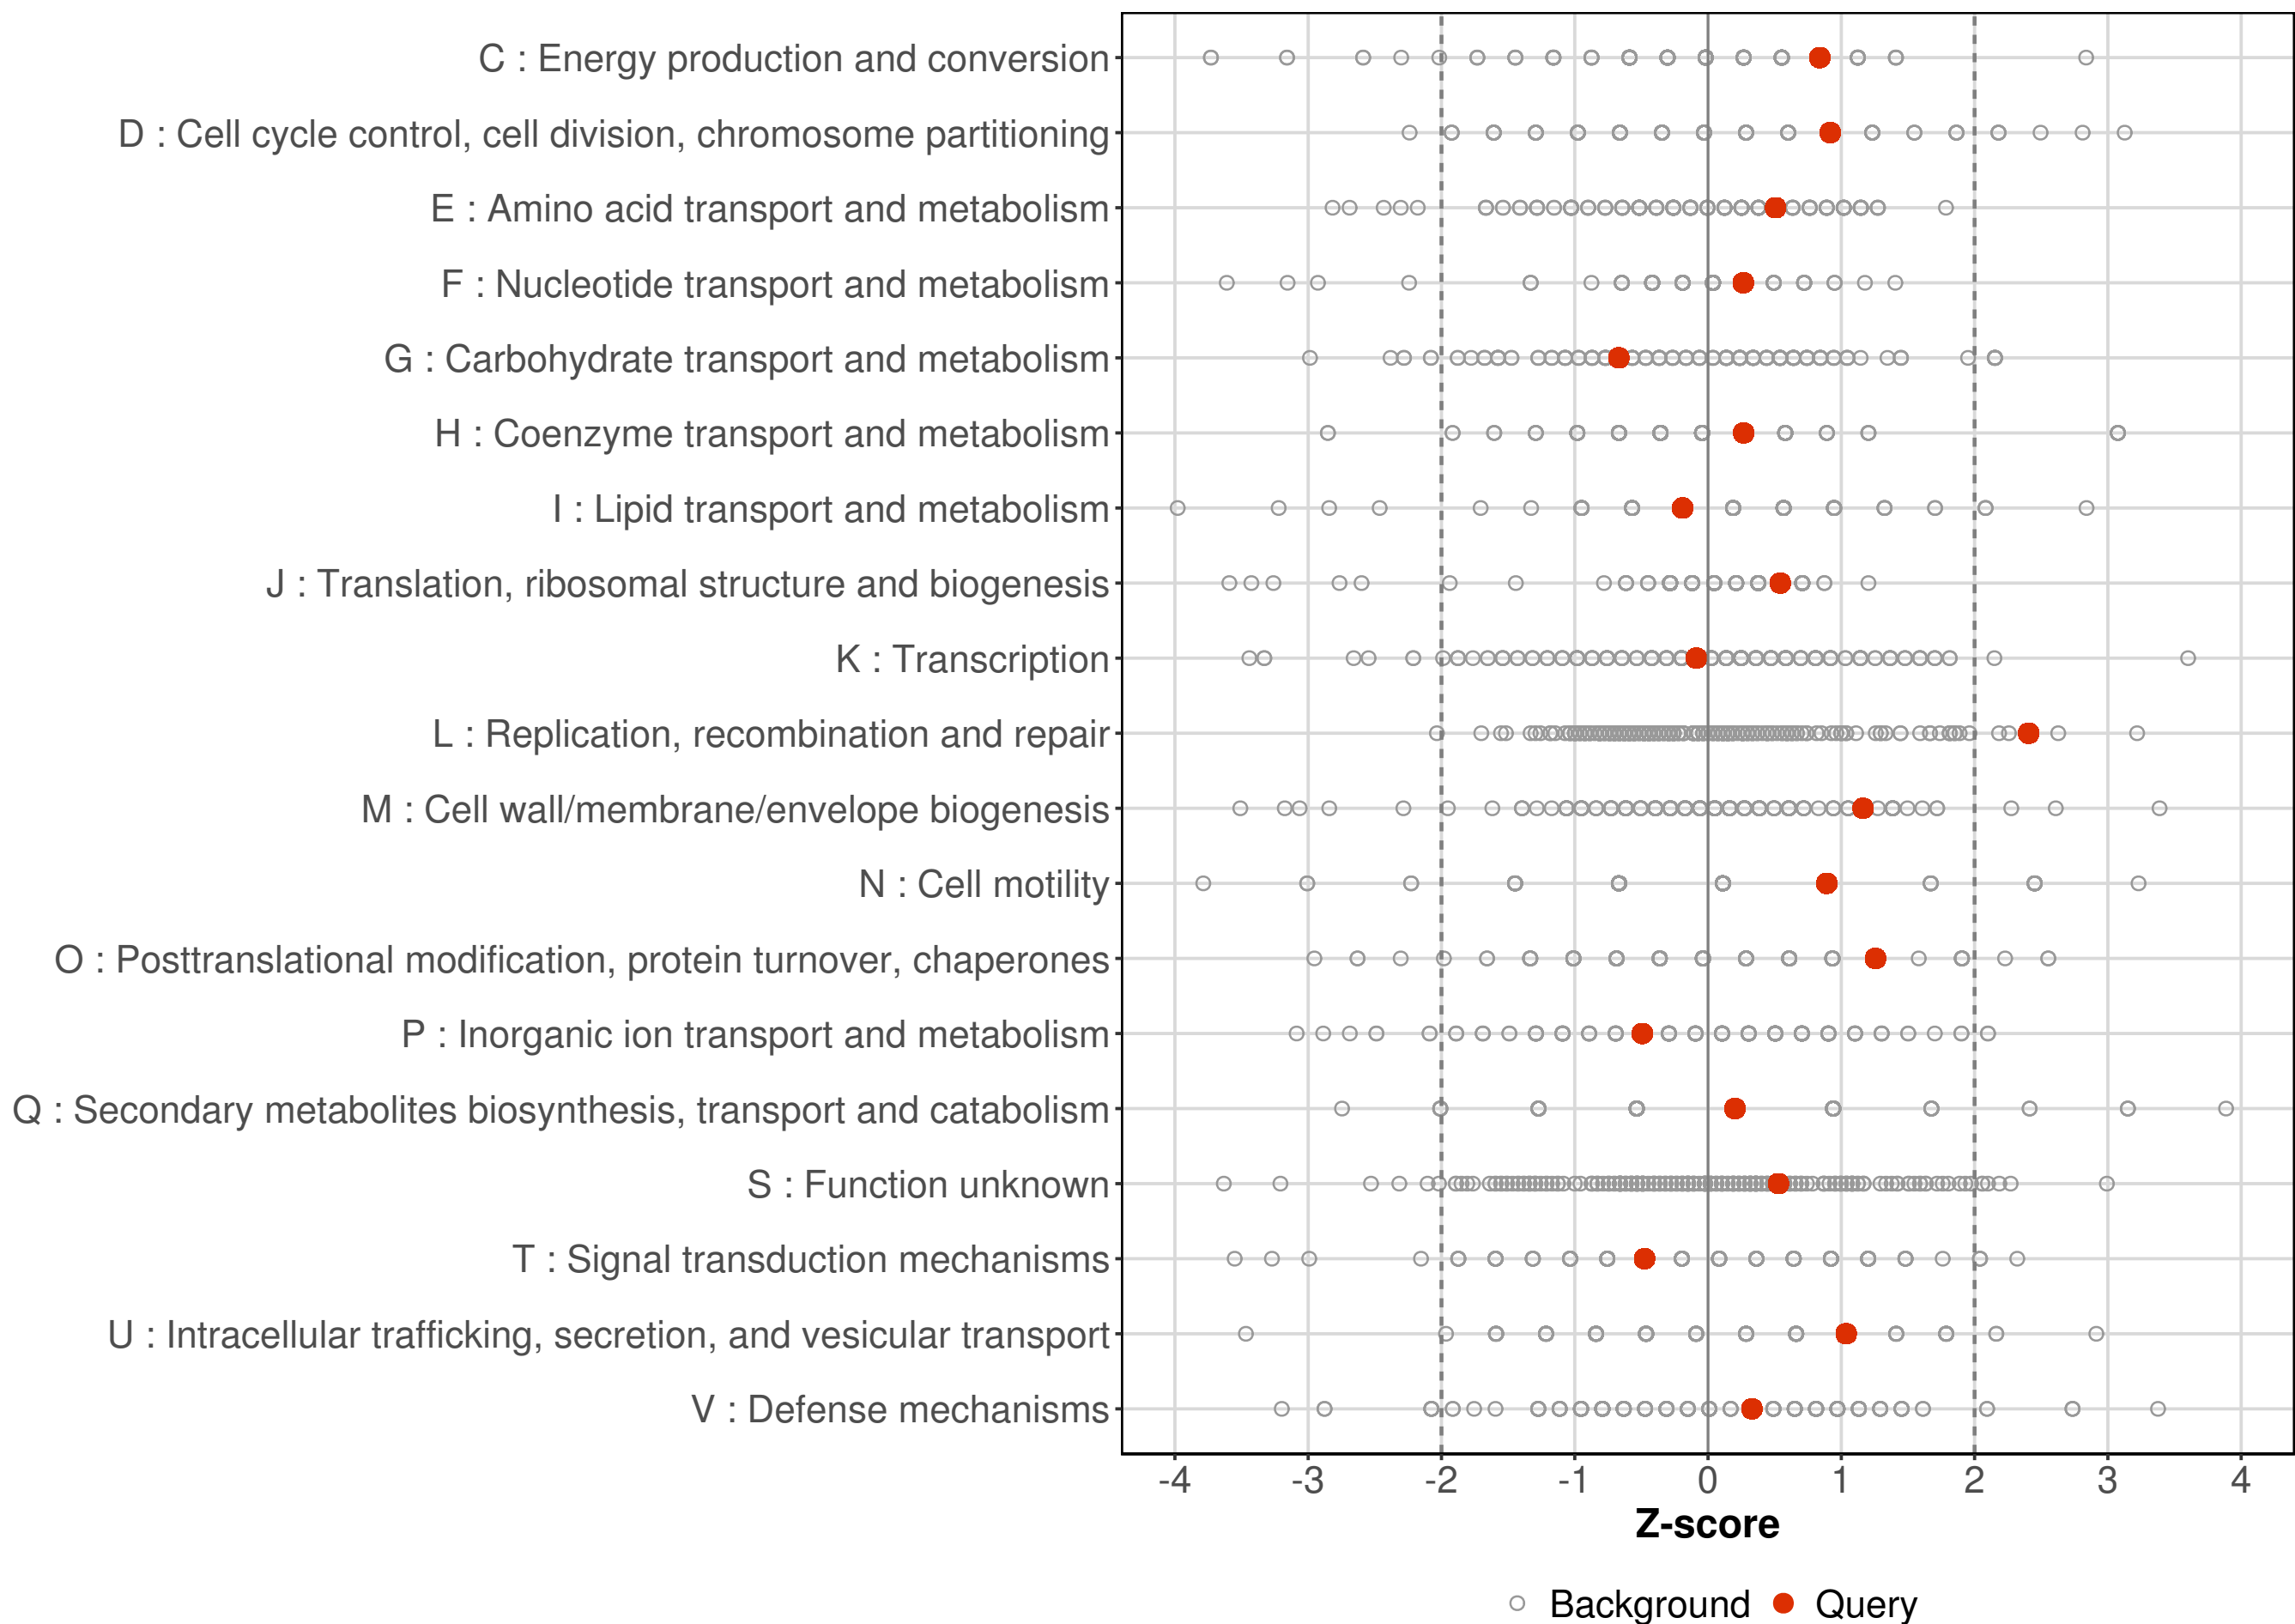 C : Energy production and conversion
D : Cell cycle control, cell division, chromosome partitioning
E : Amino acid transport and metabolism
F : Nucleotide transport and metabolism
G : Carbohydrate transport and metabolism
H : Coenzyme transport and metabolism
I : Lipid transport and metabolism
J : Translation, ribosomal structure and biogenesis
K : Transcription
L : Replication, recombination and repair
M : Cell wall/membrane/envelope biogenesis
N : Cell motility
O : Posttranslational modification, protein turnover, chaperones
P : Inorganic ion transport and metabolism
Q : Secondary metabolites biosynthesis, transport and catabolism
S : Function unknown
T : Signal transduction mechanisms
U : Intracellular trafficking, secretion, and vesicular transport
V : Defense mechanisms
-4 -3 -2 -1 0 1 2 3 4
Z-score
Background Query